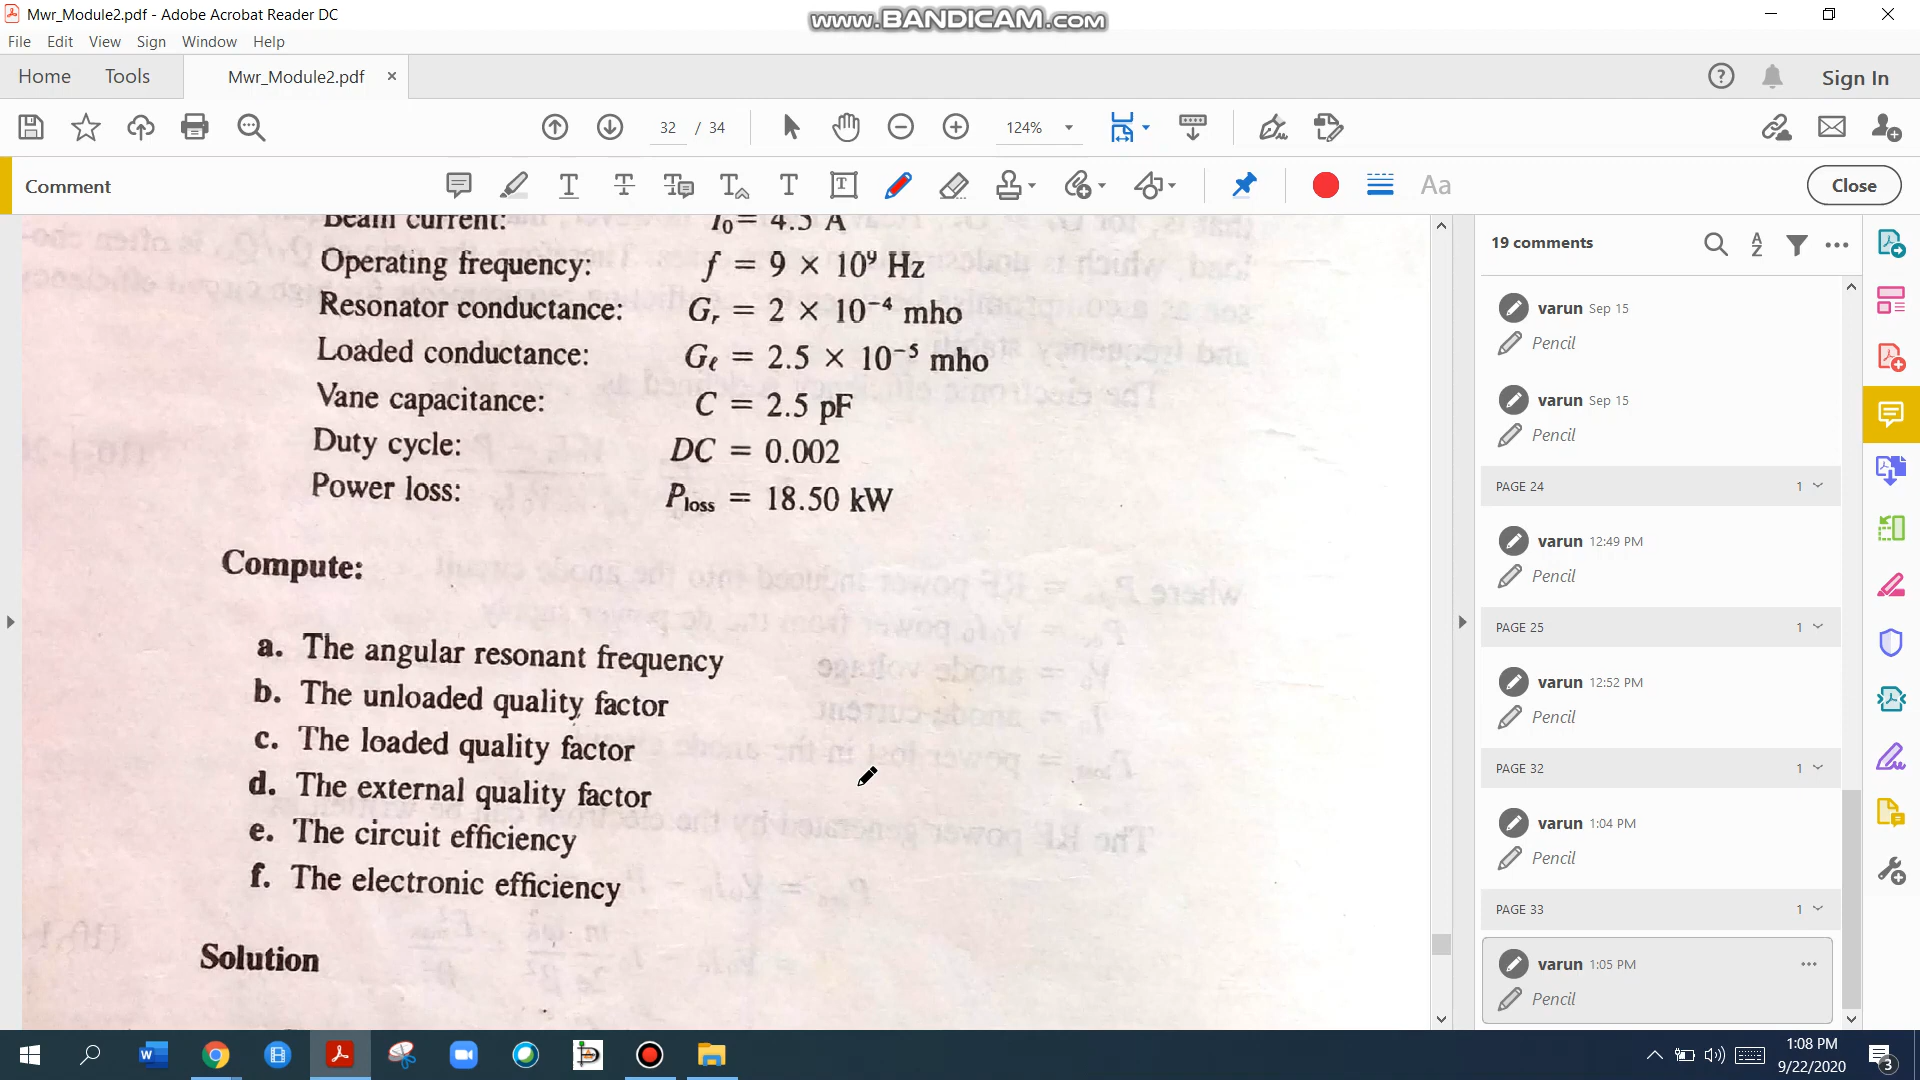 Mwr_Module2.pdf - Adobe Acrobat Reader DC
www.BANDICAM.com
File Edit View Sign Window Help
Home Tools Mwr_Module2.pdf × Sign In
32 / 34 124%
Comment Aa Close
Beam current: I₀ = 4.5 A
Operating frequency: f = 9 × 10⁹ Hz
Resonator conductance: Gᵣ = 2 × 10⁻⁴ mho
Loaded conductance: Gℓ = 2.5 × 10⁻⁵ mho
Vane capacitance: C = 2.5 pF
Duty cycle: DC = 0.002
Power loss: Ploss = 18.50 kW
Compute:
a. The angular resonant frequency
b. The unloaded quality factor
c. The loaded quality factor
d. The external quality factor
e. The circuit efficiency
f. The electronic efficiency
Solution
19 comments
varun Sep 15
Pencil
varun Sep 15
Pencil
PAGE 24 1
varun 12:49 PM
Pencil
PAGE 25 1
varun 12:52 PM
Pencil
PAGE 32 1
varun 1:04 PM
Pencil
PAGE 33 1
varun 1:05 PM
Pencil
1:08 PM
9/22/2020
3